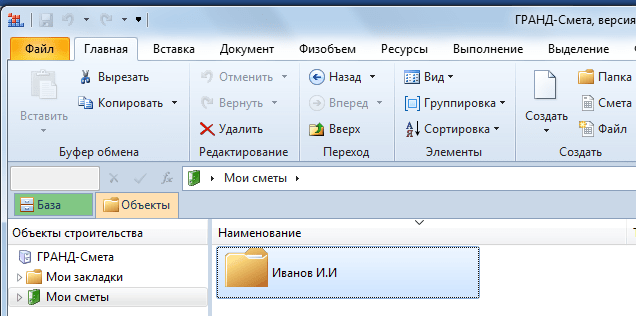 ГРАНД-Смета, версия
Файл Главная Вставка Документ Физобъем Ресурсы Выполнение Выделение
Вставить
Вырезать
Копировать
Буфер обмена
Отменить
Вернуть
Удалить
Редактирование
Назад
Вперед
Вверх
Переход
Вид
Группировка
Сортировка
Элементы
Создать
Папка
Смета
Файл
Создать
fx Мои сметы
База Объекты
Объекты строительства
ГРАНД-Смета
Мои закладки
Мои сметы
Наименование
Иванов И.И